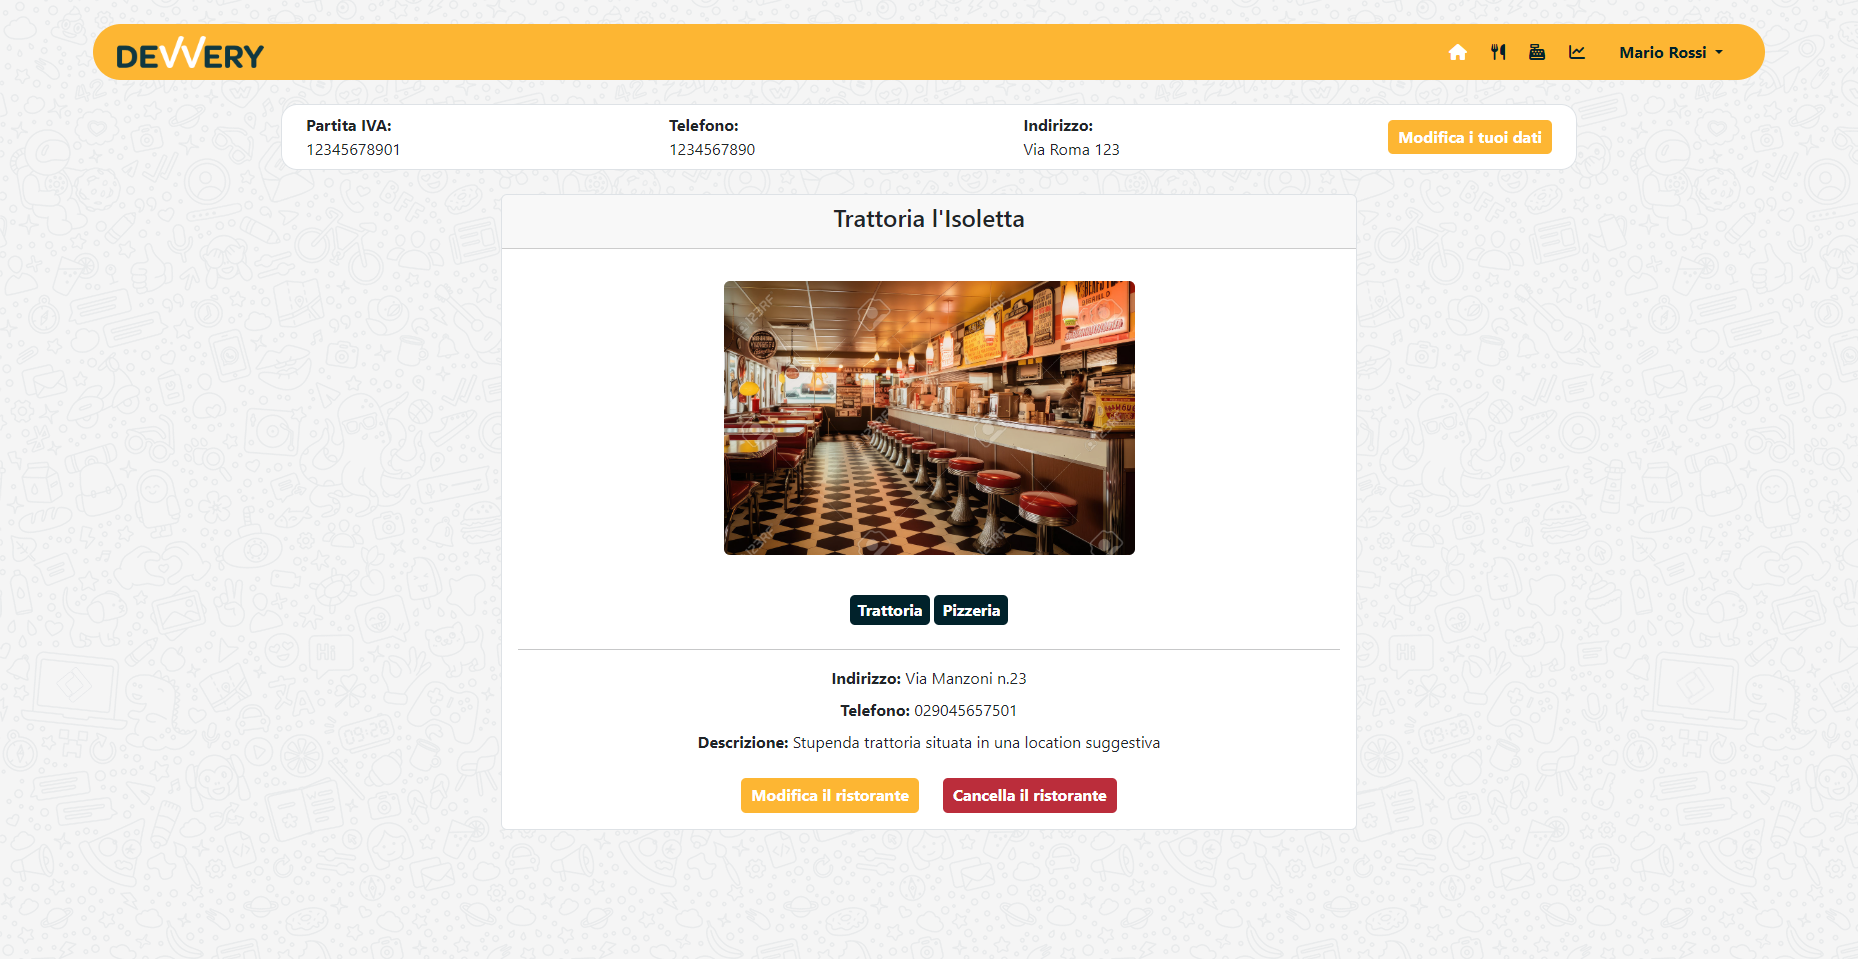 DEWERY
Mario Rossi
Partita IVA:
12345678901
Telefono:
1234567890
Indirizzo:
Via Roma 123
Modifica i tuoi dati
Trattoria l'Isoletta
123RF
Trattoria
Pizzeria
Indirizzo: Via Manzoni n.23
Telefono: 029045657501
Descrizione: Stupenda trattoria situata in una location suggestiva
Modifica il ristorante
Cancella il ristorante